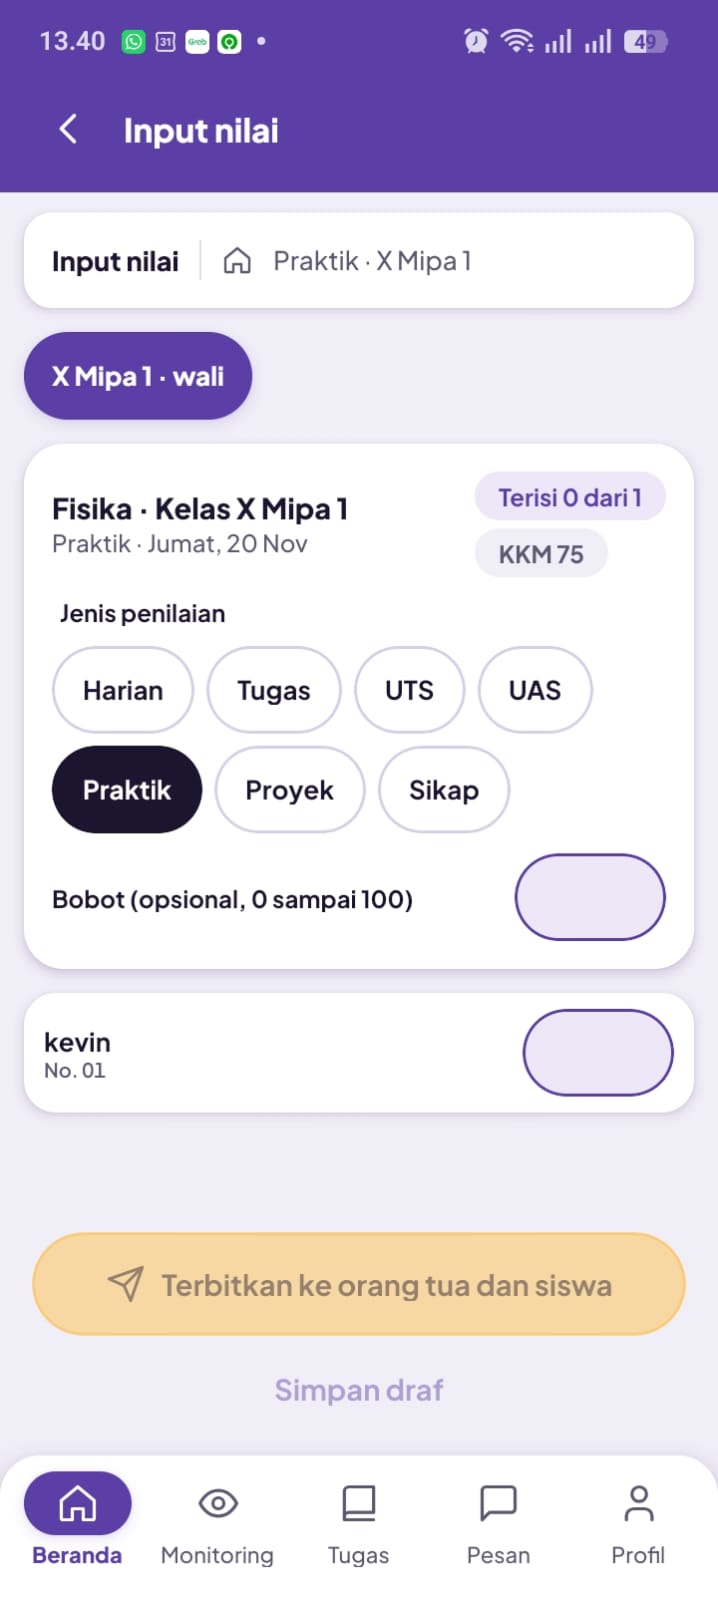 13.40
31
Grab
49
Input nilai
Input nilai
Praktik · X Mipa 1
X Mipa 1 · wali
Fisika · Kelas X Mipa 1
Praktik · Jumat, 20 Nov
Terisi 0 dari 1
KKM 75
Jenis penilaian
Harian
Tugas
UTS
UAS
Praktik
Proyek
Sikap
Bobot (opsional, 0 sampai 100)
kevin
No. 01
Terbitkan ke orang tua dan siswa
Simpan draf
Beranda
Monitoring
Tugas
Pesan
Profil